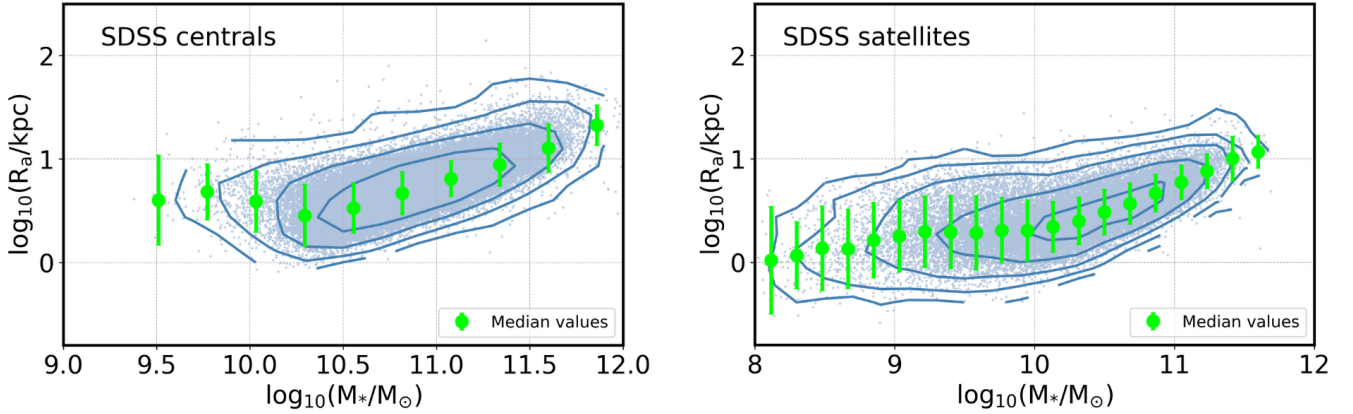 SDSS centrals
log10(Ra/kpc)
2
1
0
Median values
9.0 9.5 10.0 10.5 11.0 11.5 12.0
log10(M*/M⊙)
SDSS satellites
log10(Ra/kpc)
2
1
0
Median values
8 9 10 11 12
log10(M*/M⊙)